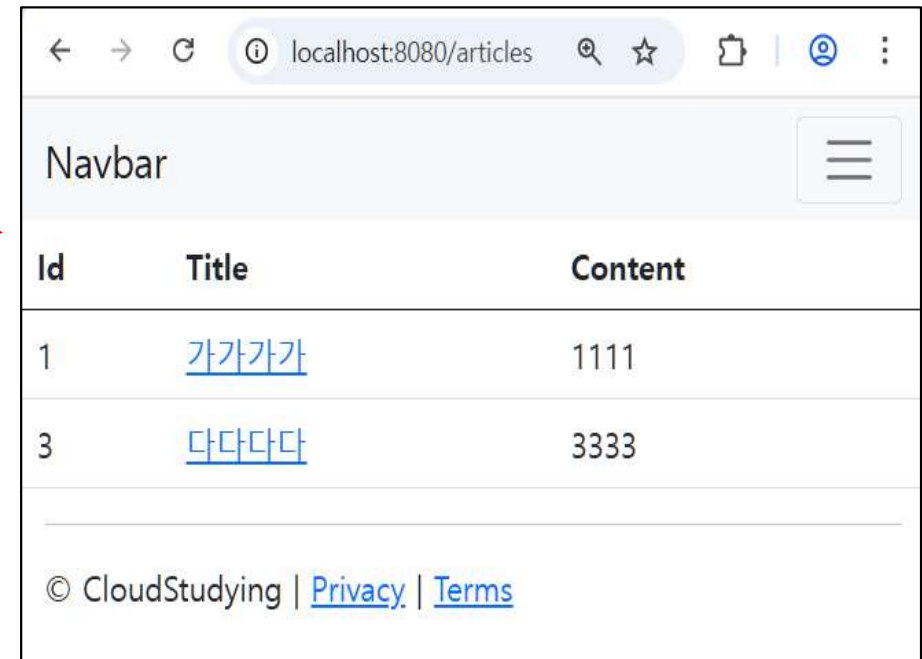 localhost:8080/articles
Navbar
Id Title Content
1 가가가가 1111
3 다다다다 3333
© CloudStudying | Privacy | Terms